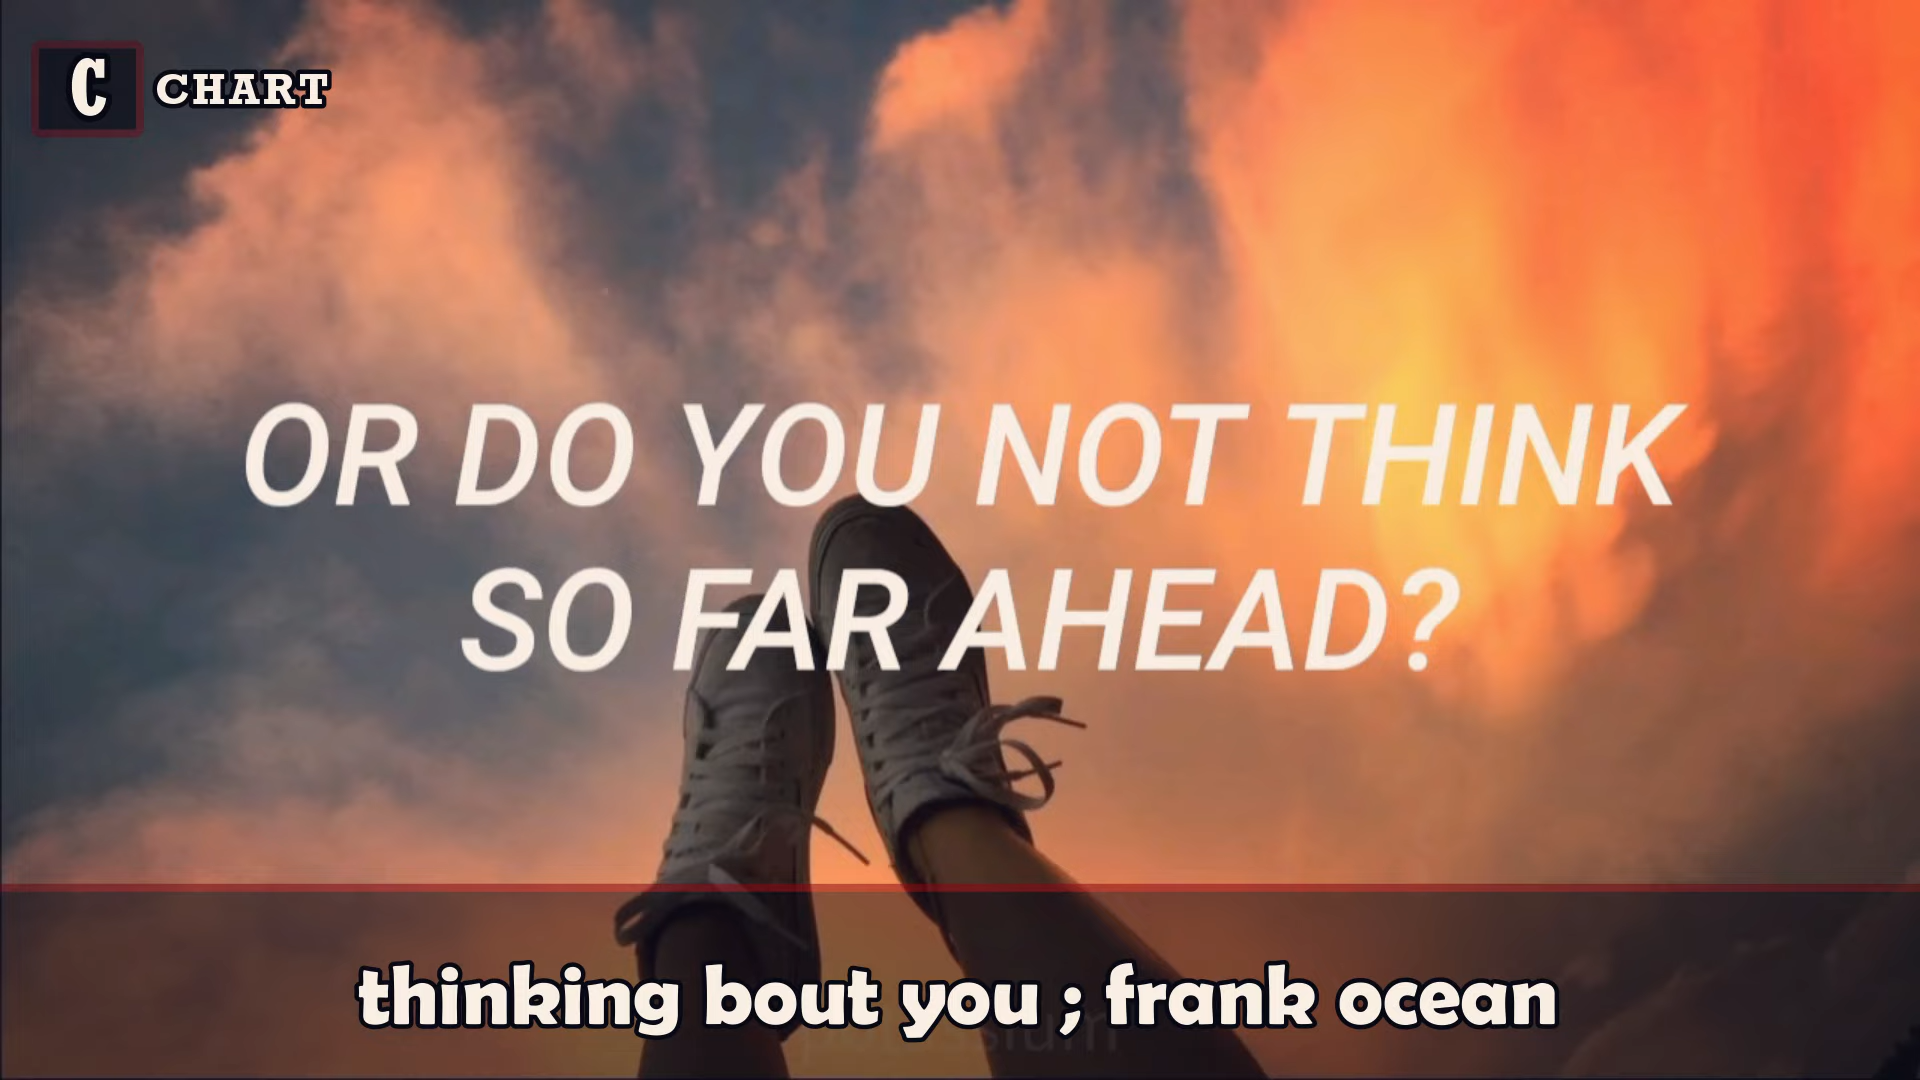 C CHART
OR DO YOU NOT THINK
SO FAR AHEAD?
thinking bout you ; frank ocean